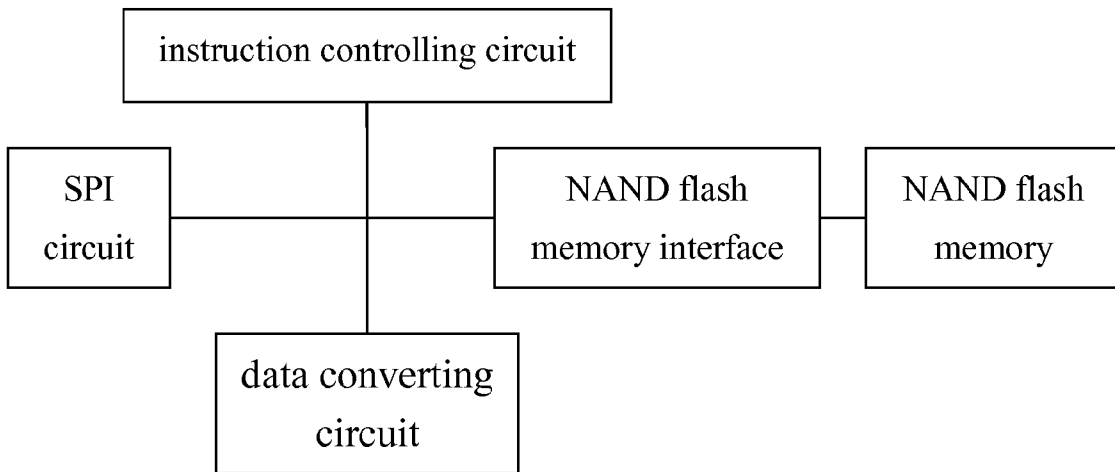 instruction controlling circuit
SPI
circuit
NAND flash
memory interface
NAND flash
memory
data converting
circuit